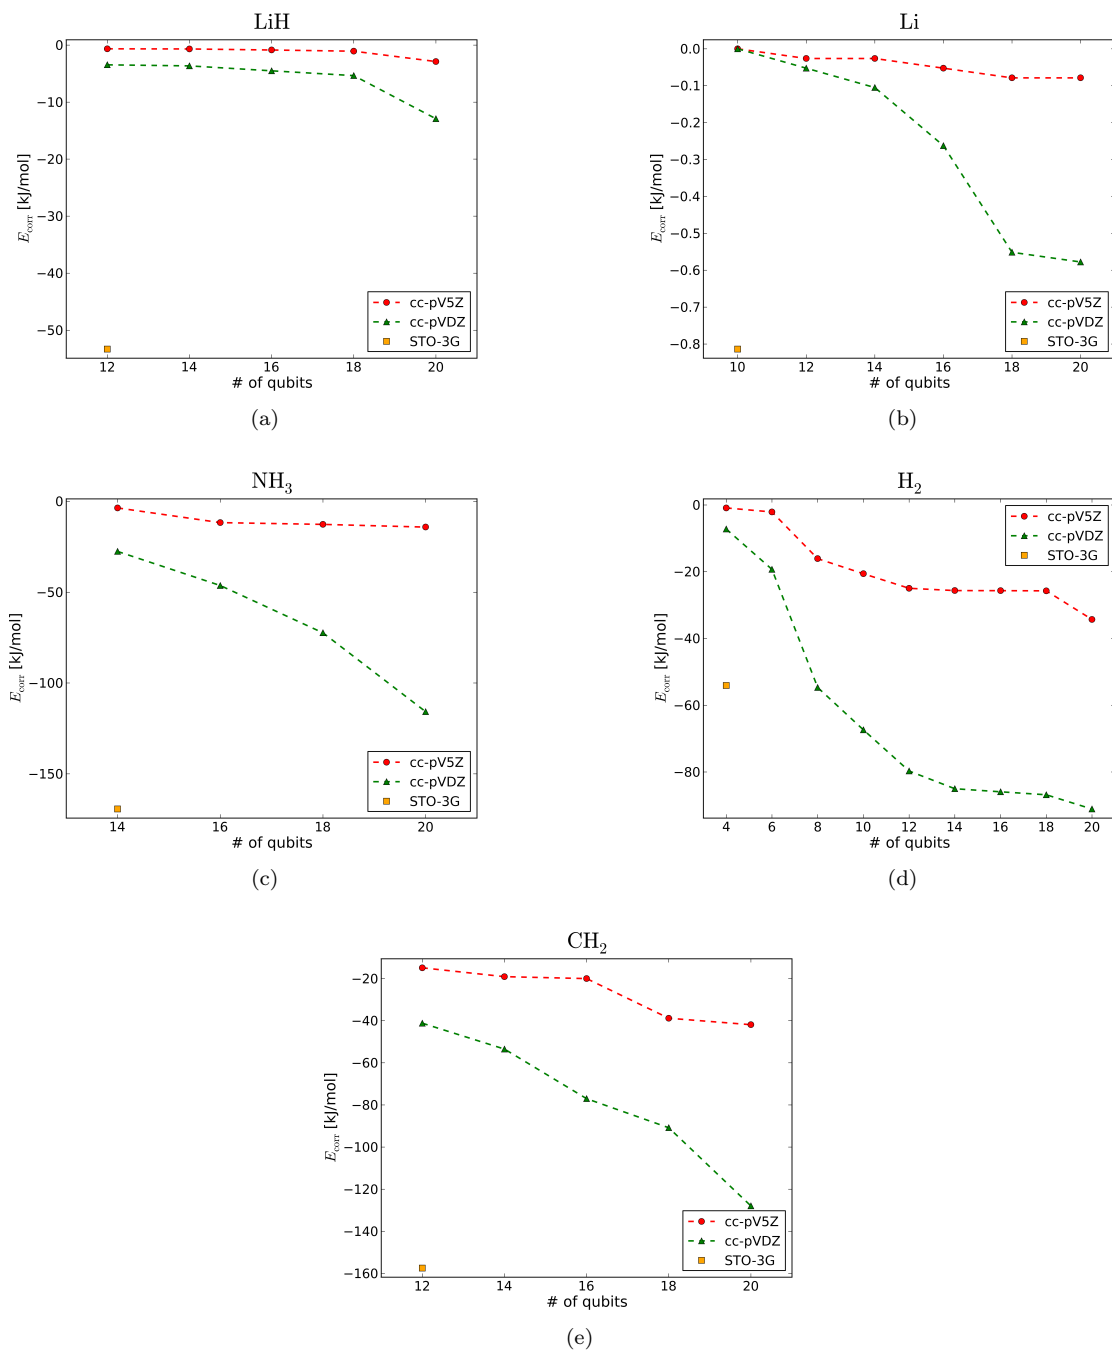 LiH
0
−10
−20
−30
−40
−50
E_corr [kJ/mol]
cc-pV5Z
cc-pVDZ
STO-3G
12 14 16 18 20
# of qubits
(a)
Li
0.0
−0.1
−0.2
−0.3
−0.4
−0.5
−0.6
−0.7
−0.8
E_corr [kJ/mol]
cc-pV5Z
cc-pVDZ
STO-3G
10 12 14 16 18 20
# of qubits
(b)
NH₃
0
−50
−100
−150
E_corr [kJ/mol]
cc-pV5Z
cc-pVDZ
STO-3G
14 16 18 20
# of qubits
(c)
H₂
0
−20
−40
−60
−80
E_corr [kJ/mol]
cc-pV5Z
cc-pVDZ
STO-3G
4 6 8 10 12 14 16 18 20
# of qubits
(d)
CH₂
−20
−40
−60
−80
−100
−120
−140
−160
E_corr [kJ/mol]
cc-pV5Z
cc-pVDZ
STO-3G
12 14 16 18 20
# of qubits
(e)